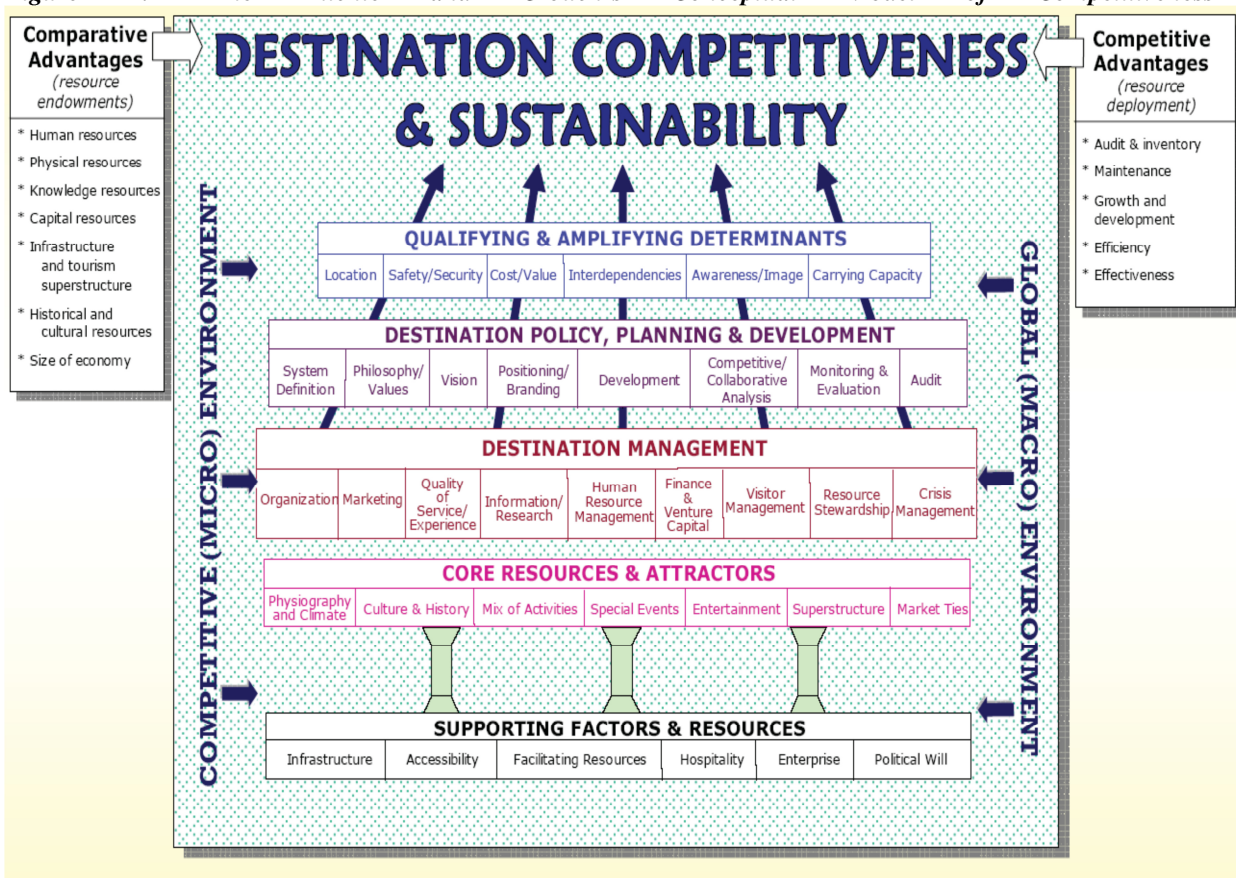 Comparative
Advantages
(resource
endowments)
* Human resources
* Physical resources
* Knowledge resources
* Capital resources
* Infrastructure
and tourism
superstructure
* Historical and
cultural resources
* Size of economy
DESTINATION COMPETITIVENESS
& SUSTAINABILITY
Competitive
Advantages
(resource
deployment)
* Audit & inventory
* Maintenance
* Growth and
development
* Efficiency
* Effectiveness
COMPETITIVE (MICRO) ENVIRONMENT
GLOBAL (MACRO) ENVIRONMENT
QUALIFYING & AMPLIFYING DETERMINANTS
Location Safety/Security Cost/Value Interdependencies Awareness/Image Carrying Capacity
DESTINATION POLICY, PLANNING & DEVELOPMENT
System
Definition
Philosophy/
Values
Vision
Positioning/
Branding
Development
Competitive/
Collaborative
Analysis
Monitoring &
Evaluation
Audit
DESTINATION MANAGEMENT
Organization
Marketing
Quality
of
Service/
Experience
Information/
Research
Human
Resource
Management
Finance
&
Venture
Capital
Visitor
Management
Resource
Stewardship
Crisis
Management
CORE RESOURCES & ATTRACTORS
Physiography
and Climate
Culture & History
Mix of Activities
Special Events
Entertainment
Superstructure
Market Ties
SUPPORTING FACTORS & RESOURCES
Infrastructure Accessibility Facilitating Resources Hospitality Enterprise Political Will